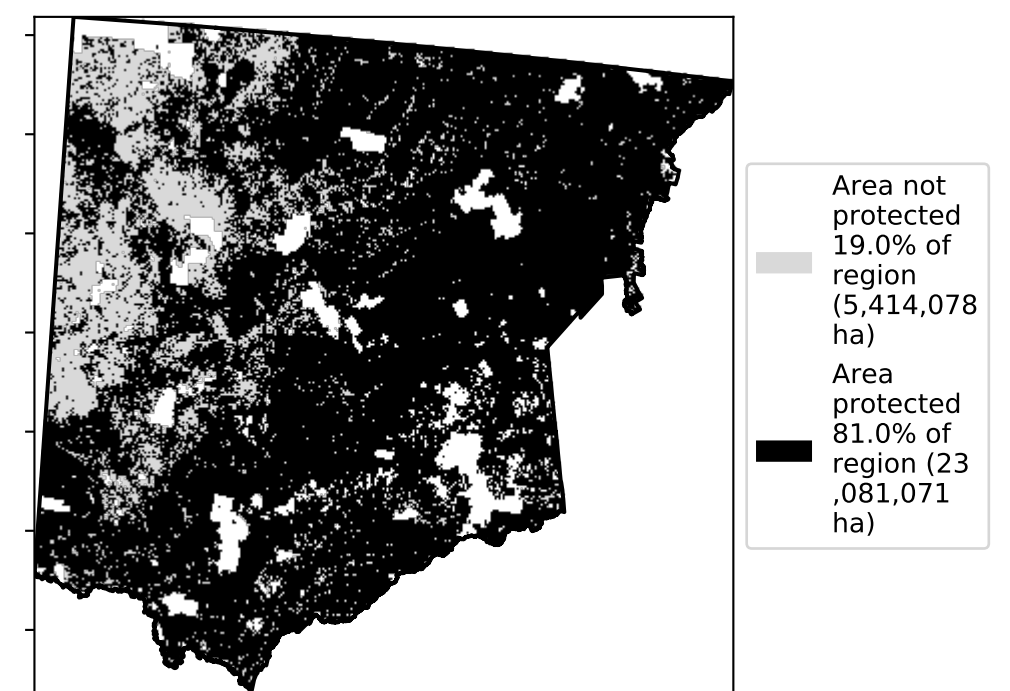 Area not
protected
19.0% of
region
(5,414,078
ha)
Area
protected
81.0% of
region (23
,081,071
ha)